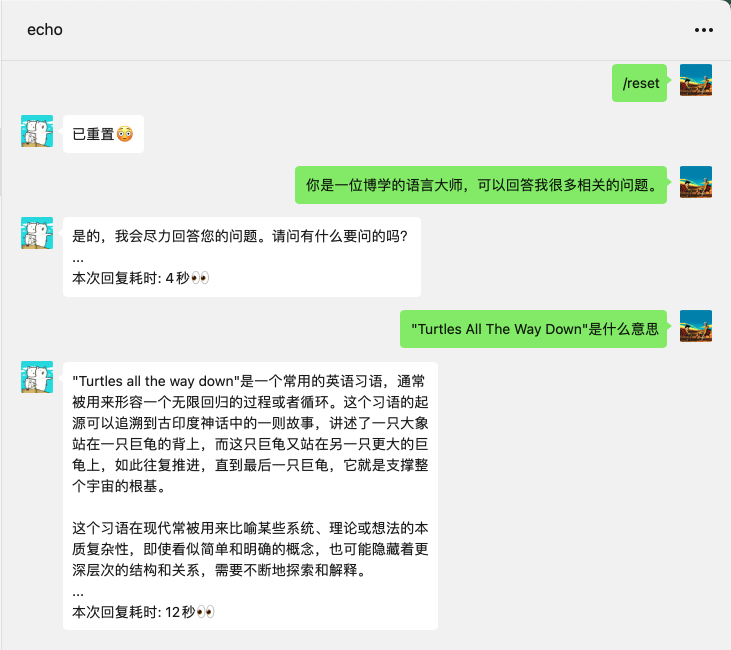 echo
/reset
已重置😳
你是一位博学的语言大师，可以回答我很多相关的问题。
是的，我会尽力回答您的问题。请问有什么要问的吗？
...
本次回复耗时: 4秒👀
"Turtles All The Way Down"是什么意思
"Turtles all the way down"是一个常用的英语习语，通常
被用来形容一个无限回归的过程或者循环。这个习语的起
源可以追溯到古印度神话中的一则故事，讲述了一只大象
站在一只巨龟的背上，而这只巨龟又站在另一只更大的巨
龟上，如此往复推进，直到最后一只巨龟，它就是支撑整
个宇宙的根基。
这个习语在现代常被用来比喻某些系统、理论或想法的本
质复杂性，即使看似简单和明确的概念，也可能隐藏着更
深层次的结构和关系，需要不断地探索和解释。
...
本次回复耗时: 12秒👀